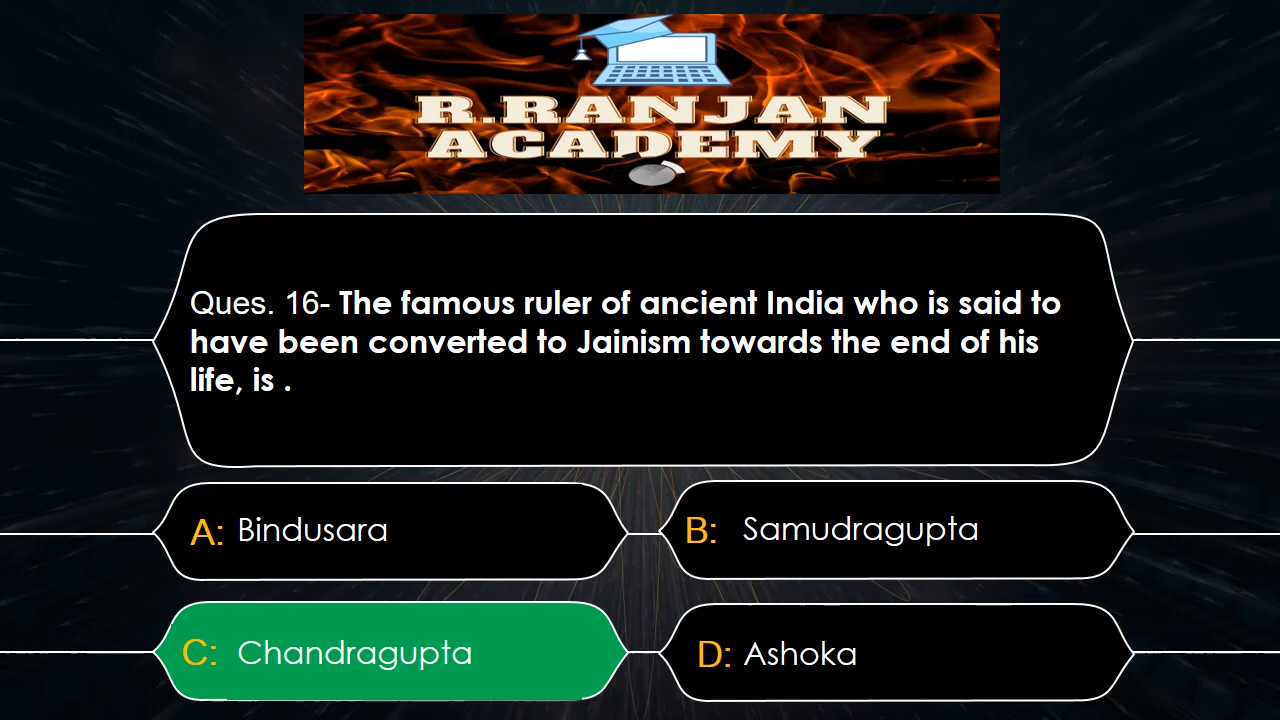 R.RANJAN
ACADEMY
Ques. 16- The famous ruler of ancient India who is said to
have been converted to Jainism towards the end of his
life, is .
A: Bindusara
B: Samudragupta
C: Chandragupta
D: Ashoka